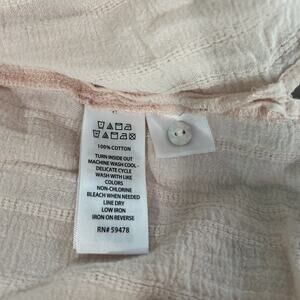 100% COTTON
TURN INSIDE OUT
MACHINE WASH COOL -
DELICATE CYCLE
WASH WITH LIKE
COLORS
NON-CHLORINE
BLEACH WHEN NEEDED
LINE DRY
LOW IRON
IRON ON REVERSE
RN# 59478